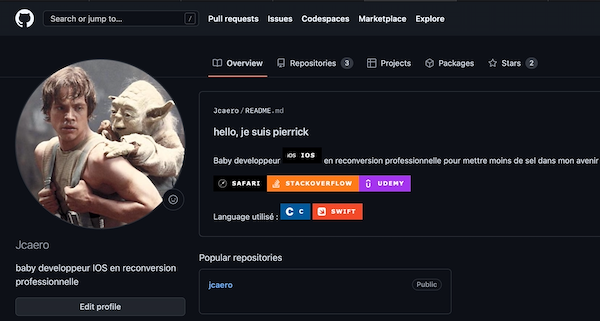 Search or jump to...
/
Pull requests
Issues
Codespaces
Marketplace
Explore
Overview
Repositories 3
Projects
Packages
Stars 2
Jcaero/README.md
hello, je suis pierrick
Baby developpeur iOS IOS en reconversion professionnelle pour mettre moins de sel dans mon avenir
SAFARI STACKOVERFLOW U UDEMY
Language utilisé : C C SWIFT
Jcaero
baby developpeur IOS en reconversion
professionnelle
Edit profile
Popular repositories
jcaero
Public